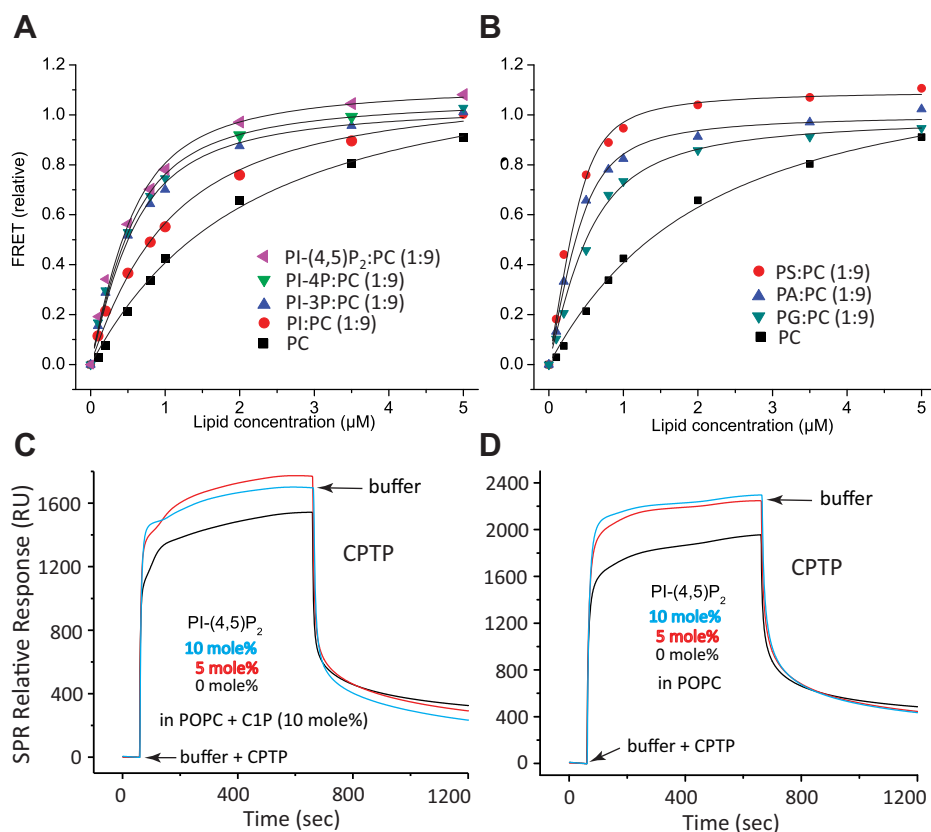 A
B
1.2
1.0
0.8
0.6
0.4
0.2
0.0
FRET (relative)
PI-(4,5)P₂:PC (1:9)
PI-4P:PC (1:9)
PI-3P:PC (1:9)
PI:PC (1:9)
PC
0 1 2 3 4 5
Lipid concentration (µM)
1.2
1.0
0.8
0.6
0.4
0.2
0.0
PS:PC (1:9)
PA:PC (1:9)
PG:PC (1:9)
PC
0 1 2 3 4 5
Lipid concentration (µM)
C
D
SPR Relative Response (RU)
1600
1200
800
400
0
buffer
CPTP
PI-(4,5)P₂
10 mole%
5 mole%
0 mole%
in POPC + C1P (10 mole%)
buffer + CPTP
0 400 800 1200
Time (sec)
2400
2000
1600
1200
800
400
0
buffer
CPTP
PI-(4,5)P₂
10 mole%
5 mole%
0 mole%
in POPC
buffer + CPTP
0 400 800 1200
Time (sec)